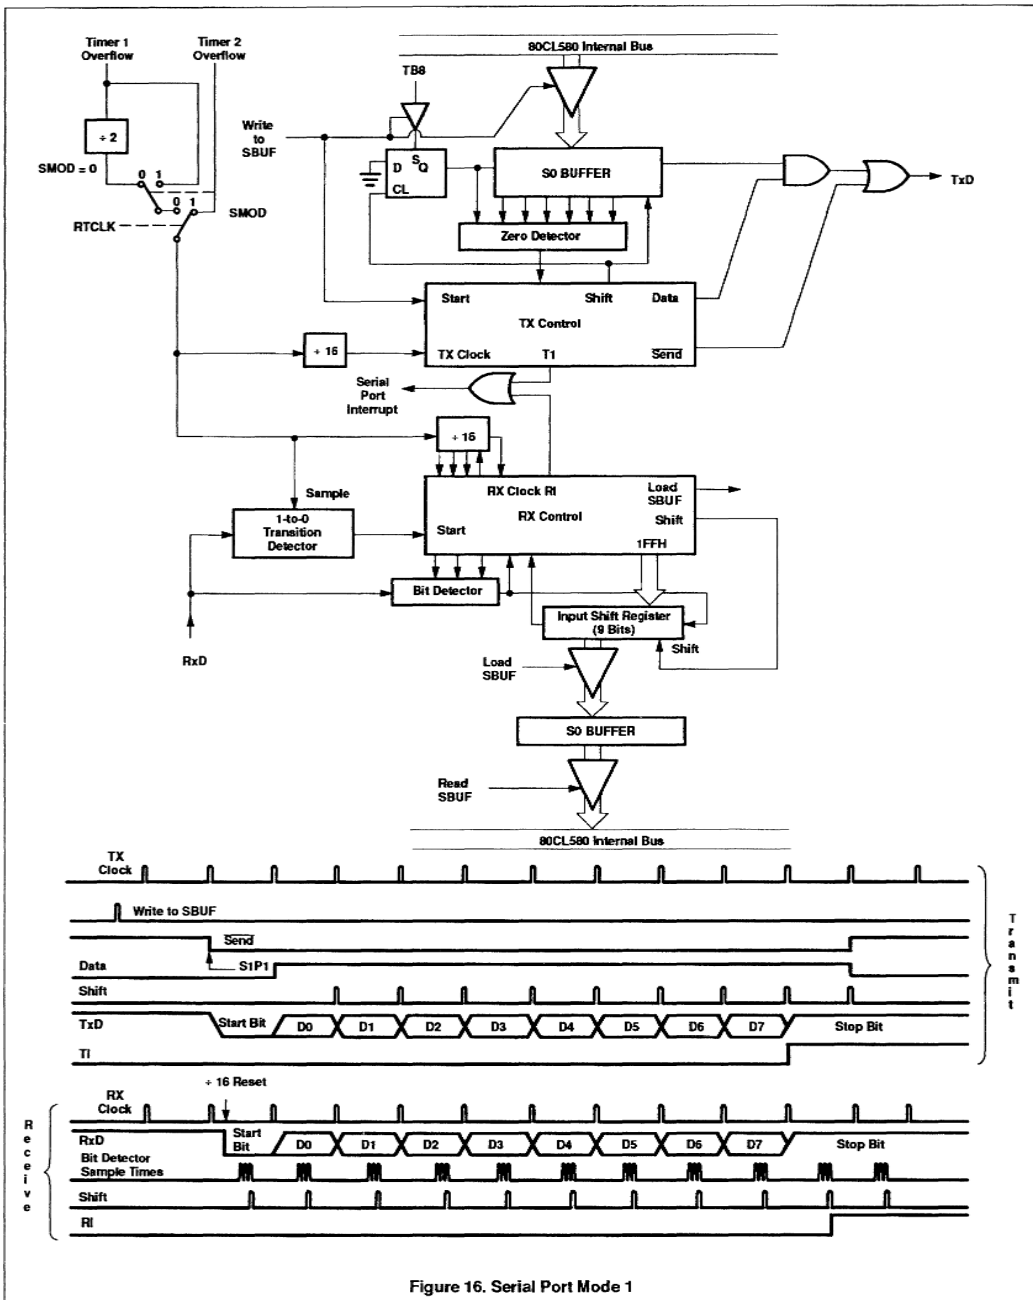 Timer 1
Overflow
Timer 2
Overflow
80CL580 Internal Bus
TB8
÷ 2
Write
to
SBUF
SMOD = 0
0 1
D
S
Q
CL
S0 BUFFER
TxD
0 1
SMOD
RTCLK
Zero Detector
Start
Shift
Data
TX Control
÷ 16
TX Clock
T1
Send
Serial
Port
Interrupt
÷ 16
Sample
RX Clock RI
Load
SBUF
RX Control
Shift
1-to-0
Transition
Detector
Start
1FFH
Bit Detector
Input Shift Register
(9 Bits)
RxD
Shift
Load
SBUF
S0 BUFFER
Read
SBUF
80CL580 Internal Bus
TX
Clock
Write to SBUF
Send
Data
S1P1
Shift
TxD
Start Bit
D0
D1
D2
D3
D4
D5
D6
D7
Stop Bit
TI
Transmit
÷ 16 Reset
RX
Clock
RxD
Start
Bit
D0
D1
D2
D3
D4
D5
D6
D7
Stop Bit
Bit Detector
Sample Times
Shift
RI
Receive
Figure 16. Serial Port Mode 1